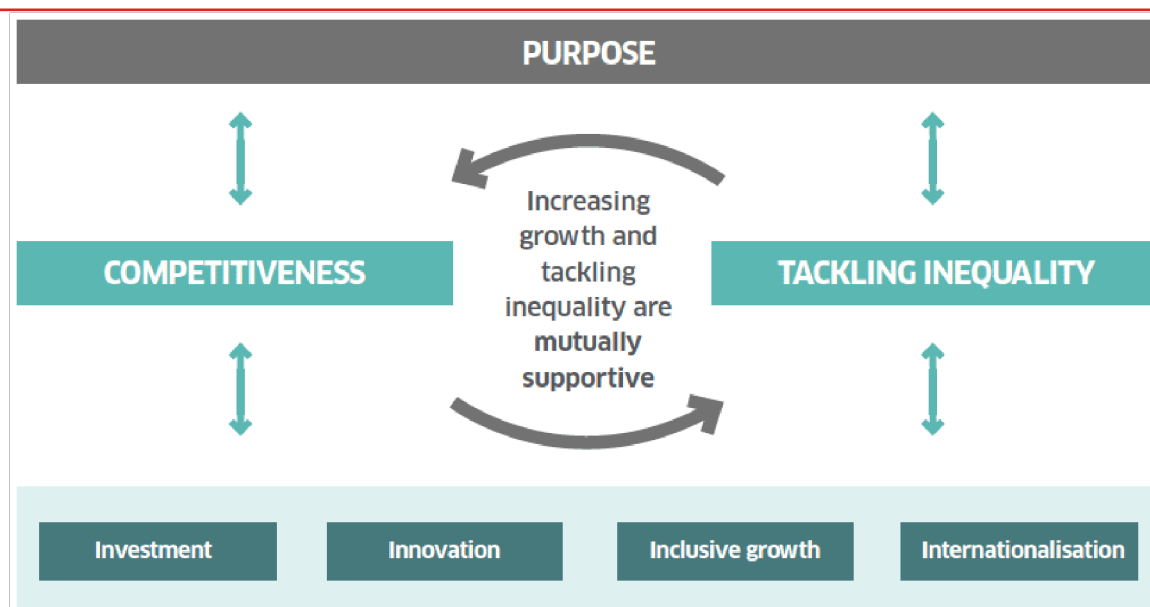 PURPOSE
COMPETITIVENESS
Increasing
growth and
tackling
inequality are
mutually
supportive
TACKLING INEQUALITY
Investment
Innovation
Inclusive growth
Internationalisation